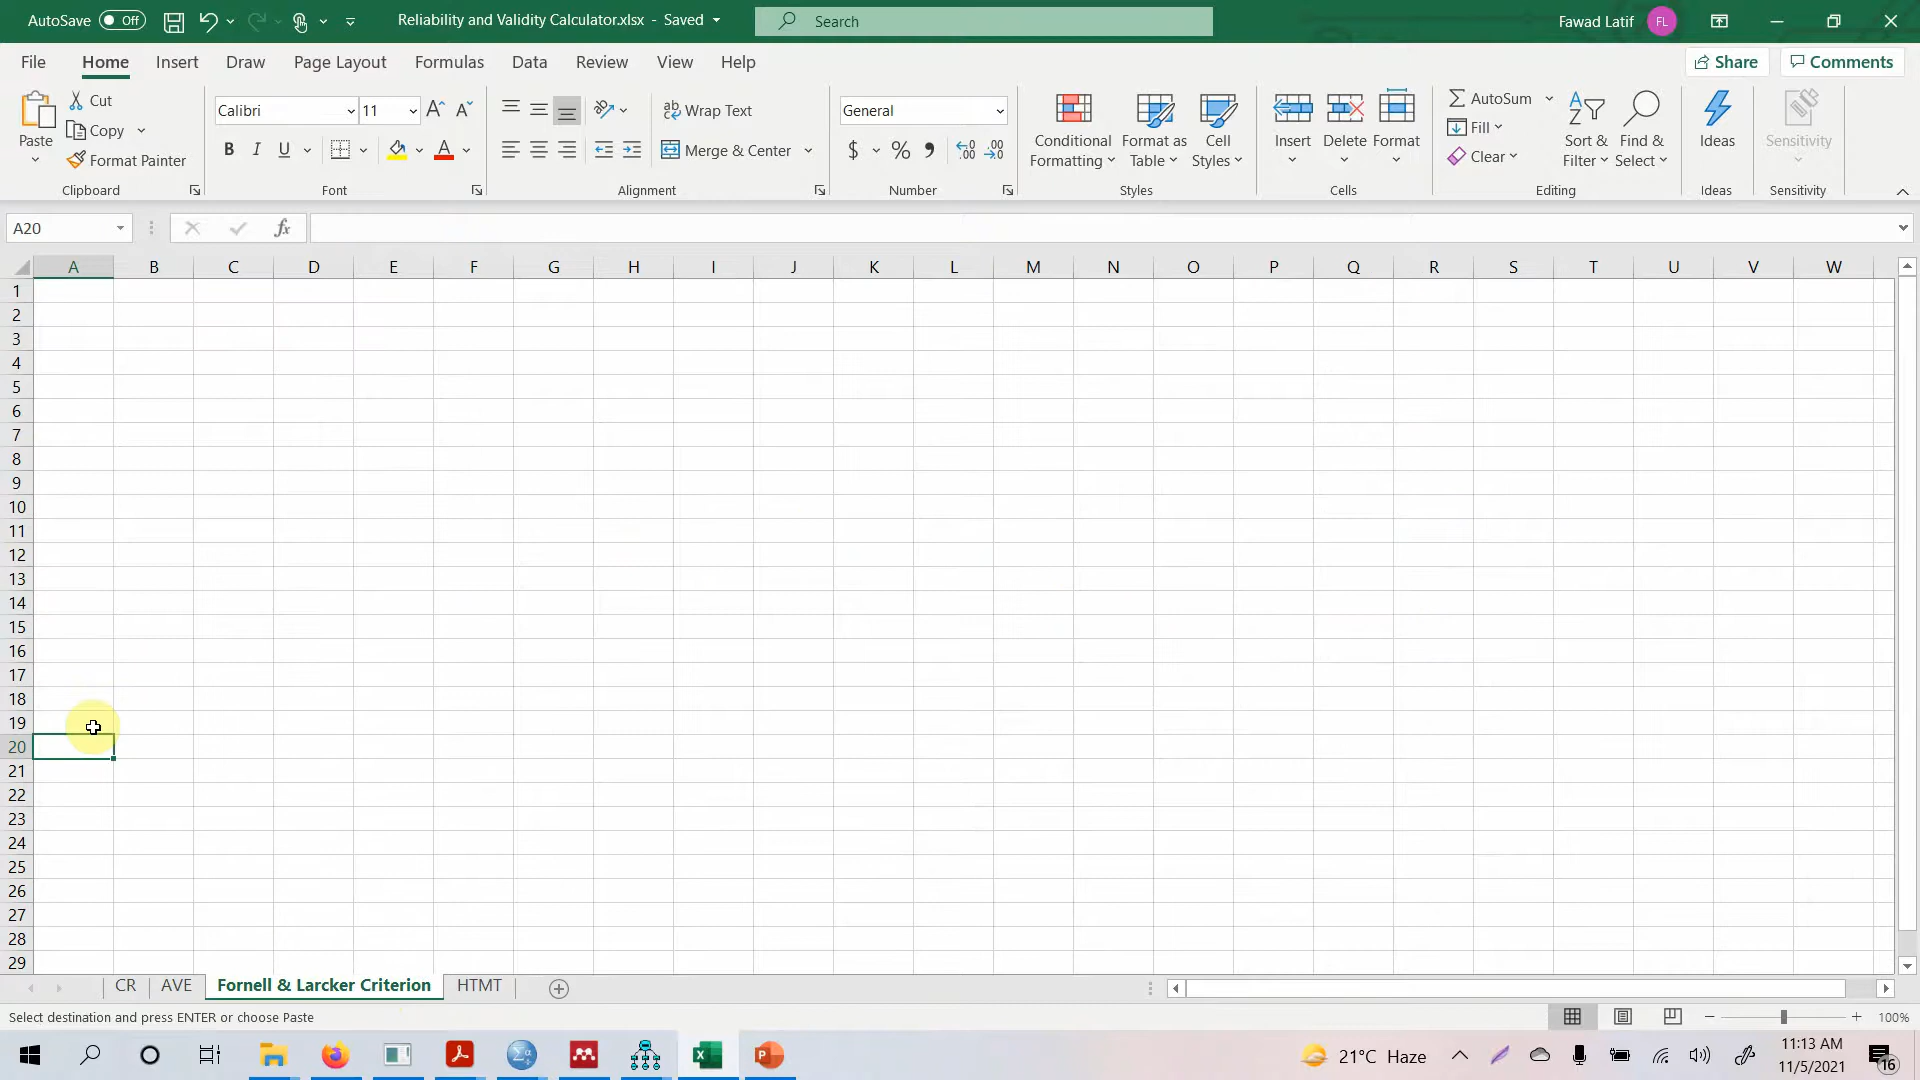 AutoSave Off Reliability and Validity Calculator.xlsx - Saved Search Fawad Latif FL
File Home Insert Draw Page Layout Formulas Data Review View Help Share Comments
Paste Cut Copy Format Painter Clipboard
Calibri 11 B I U A Font
Wrap Text Merge & Center Alignment
General $ % Number
Conditional Formatting Format as Table Cell Styles Styles
Insert Delete Format Cells
AutoSum Fill Clear Sort & Filter Find & Select Editing
Ideas Ideas
Sensitivity Sensitivity
A20 fx
A B C D E F G H I J K L M N O P Q R S T U V W
1
2
3
4
5
6
7
8
9
10
11
12
13
14
15
16
17
18
19
20
21
22
23
24
25
26
27
28
29
CR AVE Fornell & Larcker Criterion HTMT
Select destination and press ENTER or choose Paste 100%
21°C Haze 11:13 AM
11/5/2021 16